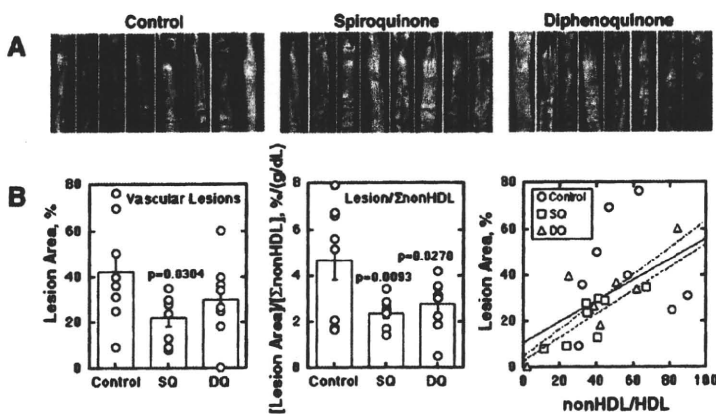 Control Spiroquinone Diphenoquinone
A
B
Lesion Area, %
80
60
40
20
0
Vascular Lesions
p=0.0304
Control SQ DQ
[Lesion Area]/[ΣnonHDL], %/(g/dL)
8
6
4
2
0
Lesion/ΣnonHDL
p=0.0093
p=0.0270
Control SQ DQ
Lesion Area, %
80
60
40
20
0
Control
SQ
DQ
0 20 40 60 80 100
nonHDL/HDL